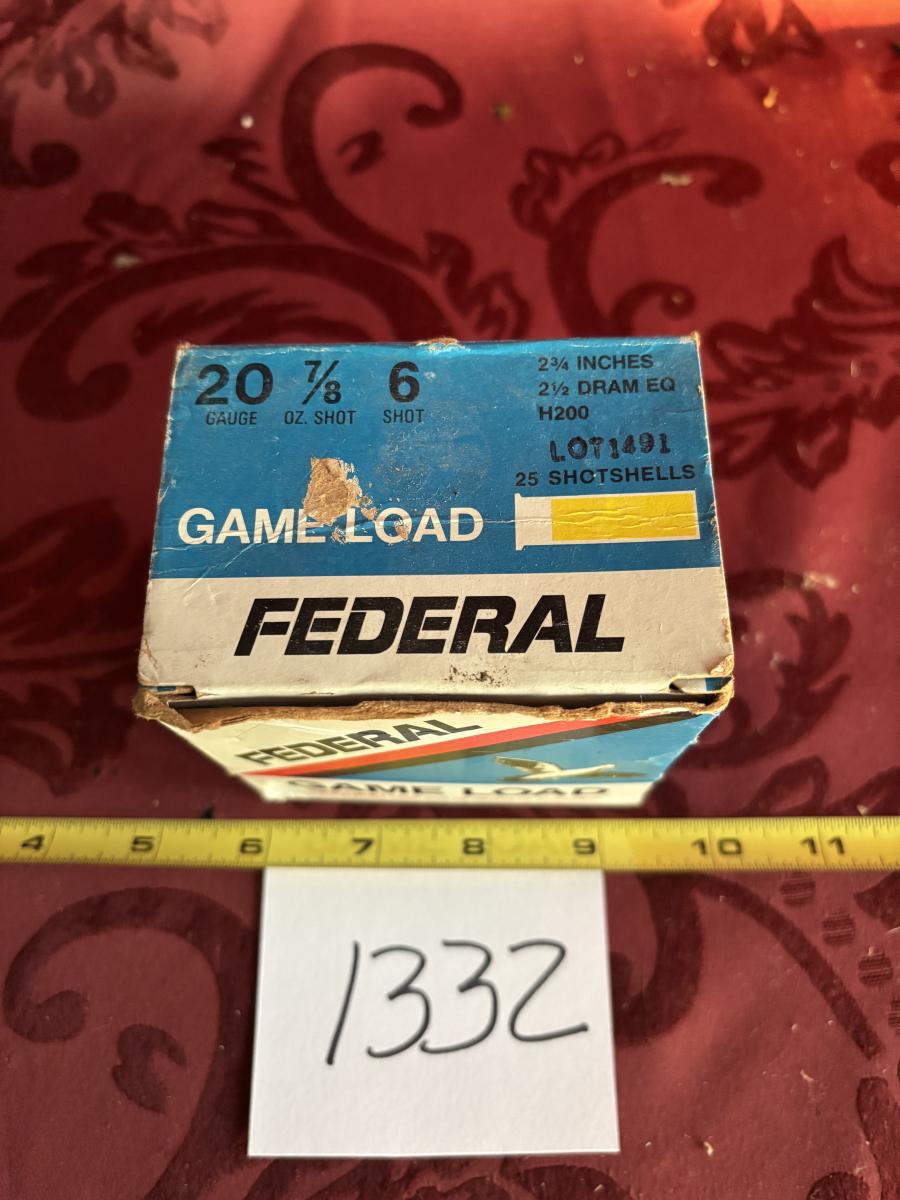 20 7/8 6
GAUGE OZ. SHOT SHOT
2¾ INCHES
2½ DRAM EQ
H200
LOT1491
25 SHOTSHELLS
GAME LOAD
FEDERAL
FEDERAL
GAME LOAD
4 5 6 7 8 9 10 11
1332